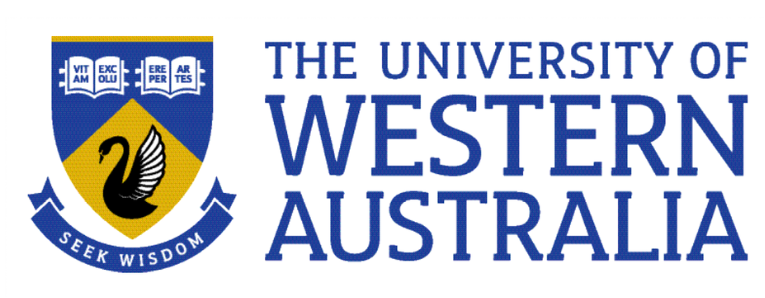 VIT EXC
AM OLU
ERE AR
PER TES
SEEK WISDOM
THE UNIVERSITY OF
WESTERN
AUSTRALIA